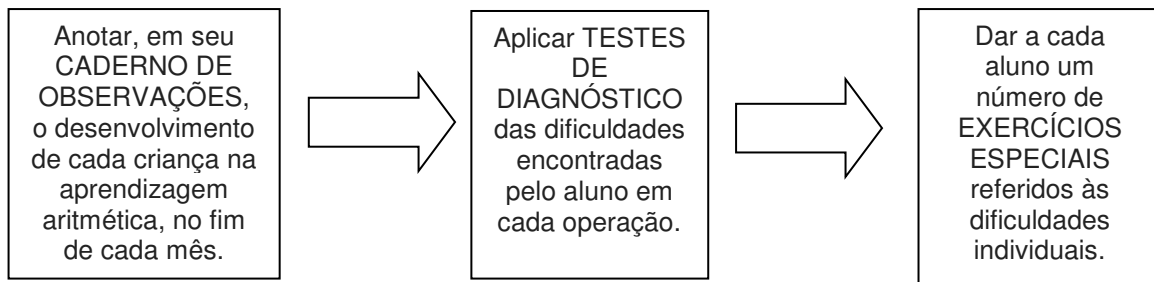 Anotar, em seu
CADERNO DE
OBSERVAÇÕES,
o desenvolvimento
de cada criança na
aprendizagem
aritmética, no fim
de cada mês.
Aplicar TESTES
DE
DIAGNÓSTICO
das dificuldades
encontradas
pelo aluno em
cada operação.
Dar a cada
aluno um
número de
EXERCÍCIOS
ESPECIAIS
referidos às
dificuldades
individuais.